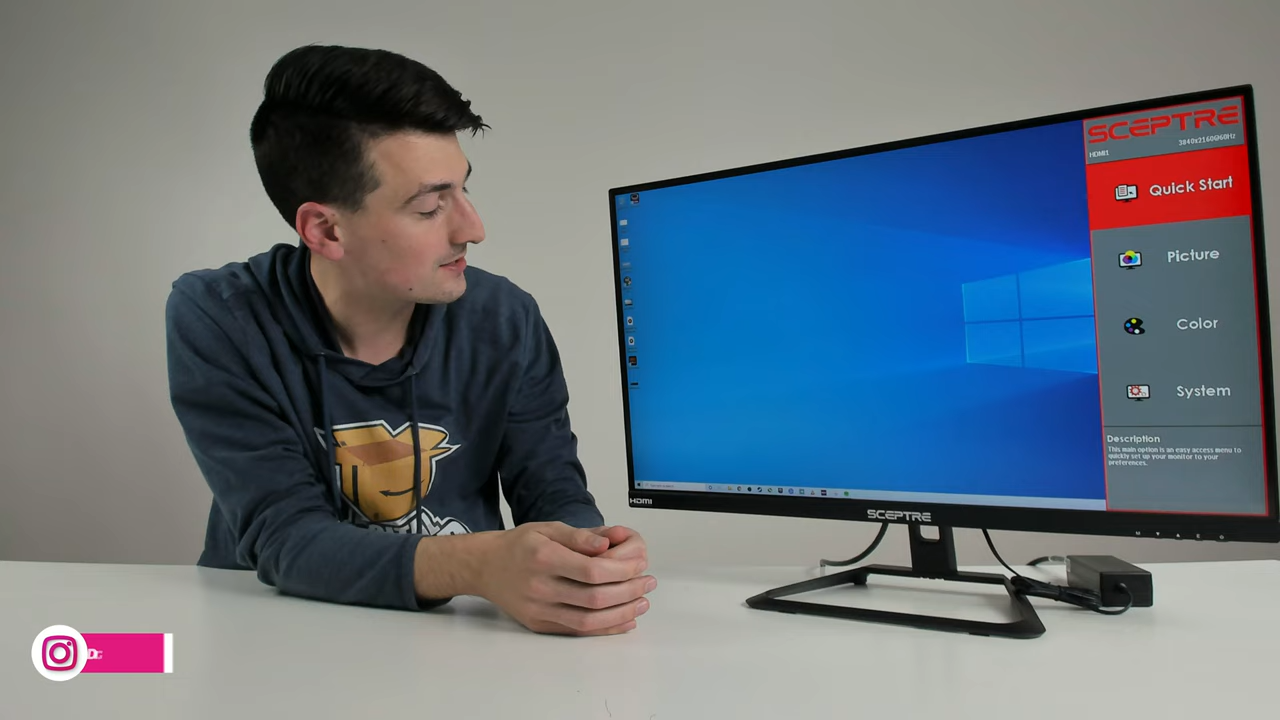 SCEPTRE
HDMI1
3840x2160@60Hz
Quick Start
Picture
Color
System
Description
This main option is an easy access menu to
quickly set up your monitor to your
preferences.
HDMI
SCEPTRE